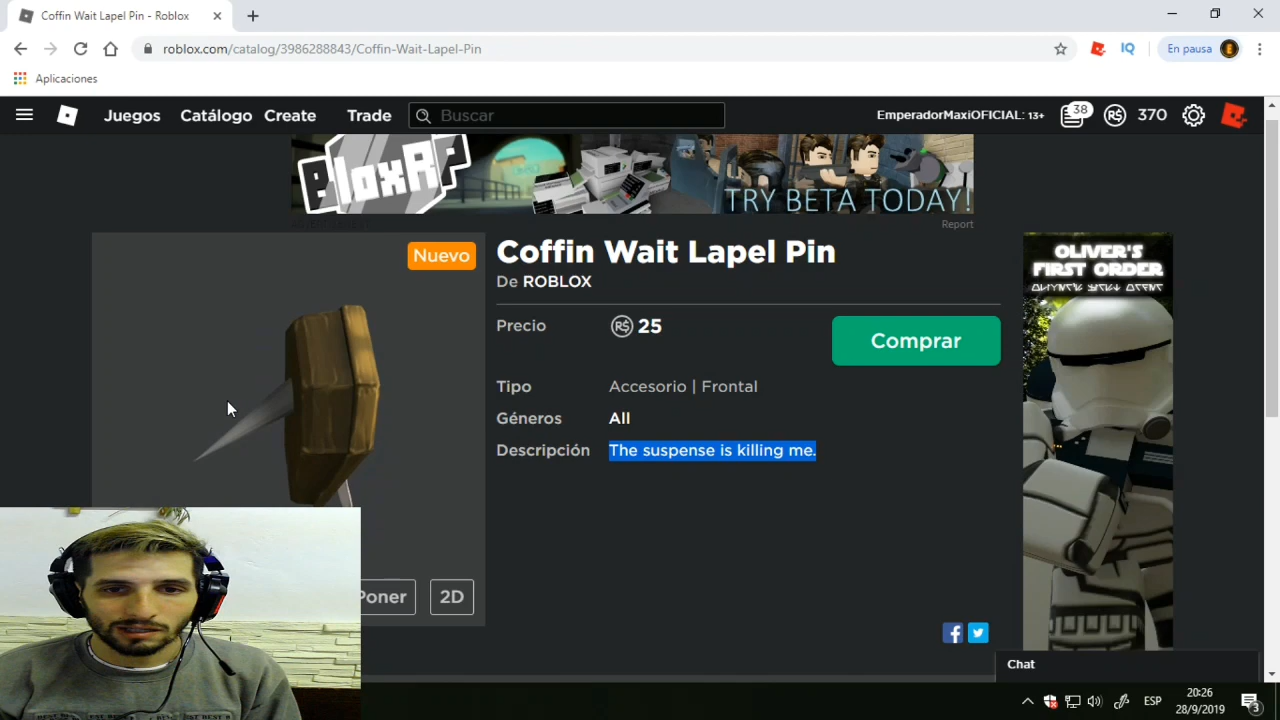 Coffin Wait Lapel Pin - Roblox
roblox.com/catalog/3986288843/Coffin-Wait-Lapel-Pin
IQ
En pausa
Aplicaciones
Juegos
Catálogo
Create
Trade
Buscar
EmperadorMaxiOFICIAL: 13+
38
370
BloxRP
TRY BETA TODAY!
Report
Nuevo
Coffin Wait Lapel Pin
De ROBLOX
Precio
R$ 25
Comprar
Tipo
Accesorio | Frontal
Géneros
All
Descripción
The suspense is killing me.
Poner
2D
OLIVER'S
FIRST ORDER
Chat
ESP
20:26
28/9/2019
3